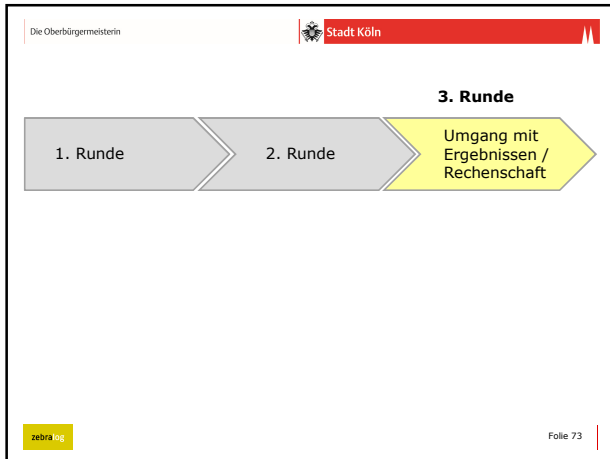 Die Oberbürgermeisterin
Stadt Köln
3. Runde
1. Runde
2. Runde
Umgang mit
Ergebnissen /
Rechenschaft
zebralog
Folie 73